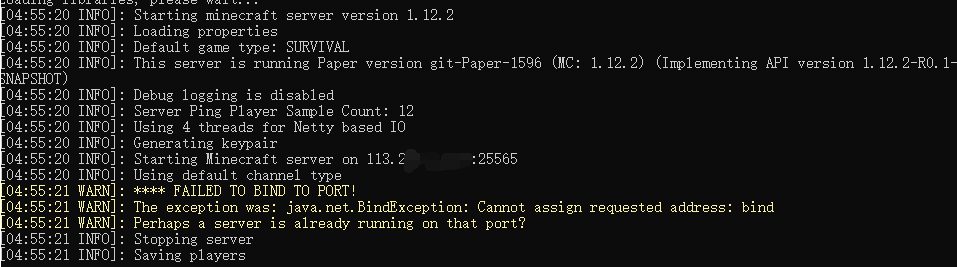 Loading libraries, please wait...
[04:55:20 INFO]: Starting minecraft server version 1.12.2
[04:55:20 INFO]: Loading properties
[04:55:20 INFO]: Default game type: SURVIVAL
[04:55:20 INFO]: This server is running Paper version git-Paper-1596 (MC: 1.12.2) (Implementing API version 1.12.2-R0.1-
SNAPSHOT)
[04:55:20 INFO]: Debug logging is disabled
[04:55:20 INFO]: Server Ping Player Sample Count: 12
[04:55:20 INFO]: Using 4 threads for Netty based IO
[04:55:20 INFO]: Generating keypair
[04:55:20 INFO]: Starting Minecraft server on 113.2 :25565
[04:55:20 INFO]: Using default channel type
[04:55:21 WARN]: **** FAILED TO BIND TO PORT!
[04:55:21 WARN]: The exception was: java.net.BindException: Cannot assign requested address: bind
[04:55:21 WARN]: Perhaps a server is already running on that port?
[04:55:21 INFO]: Stopping server
[04:55:21 INFO]: Saving players